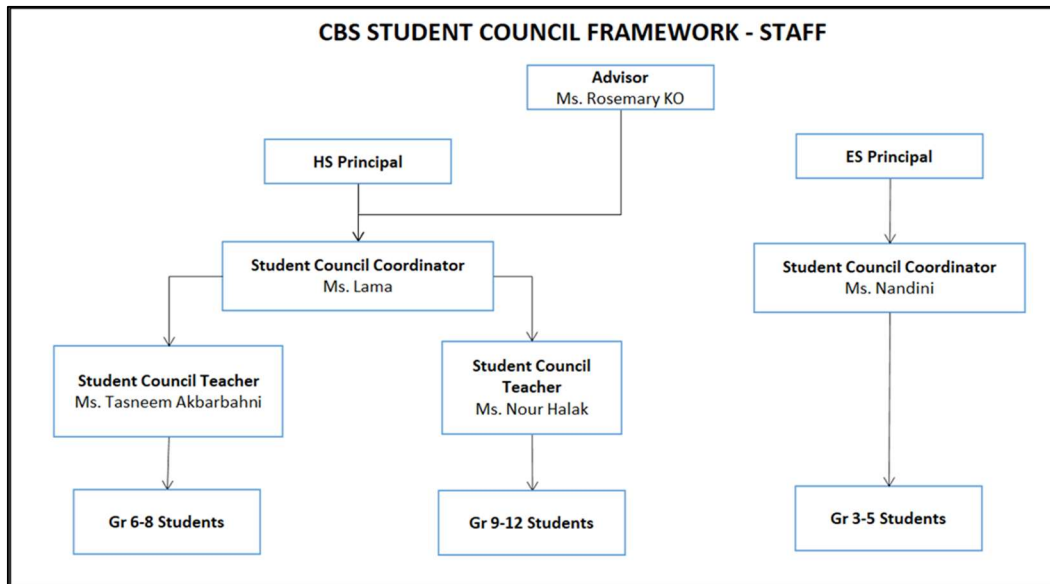 CBS STUDENT COUNCIL FRAMEWORK - STAFF
Advisor
Ms. Rosemary KO
HS Principal
ES Principal
Student Council Coordinator
Ms. Lama
Student Council Coordinator
Ms. Nandini
Student Council Teacher
Ms. Tasneem Akbarbahni
Student Council
Teacher
Ms. Nour Halak
Gr 6-8 Students
Gr 9-12 Students
Gr 3-5 Students